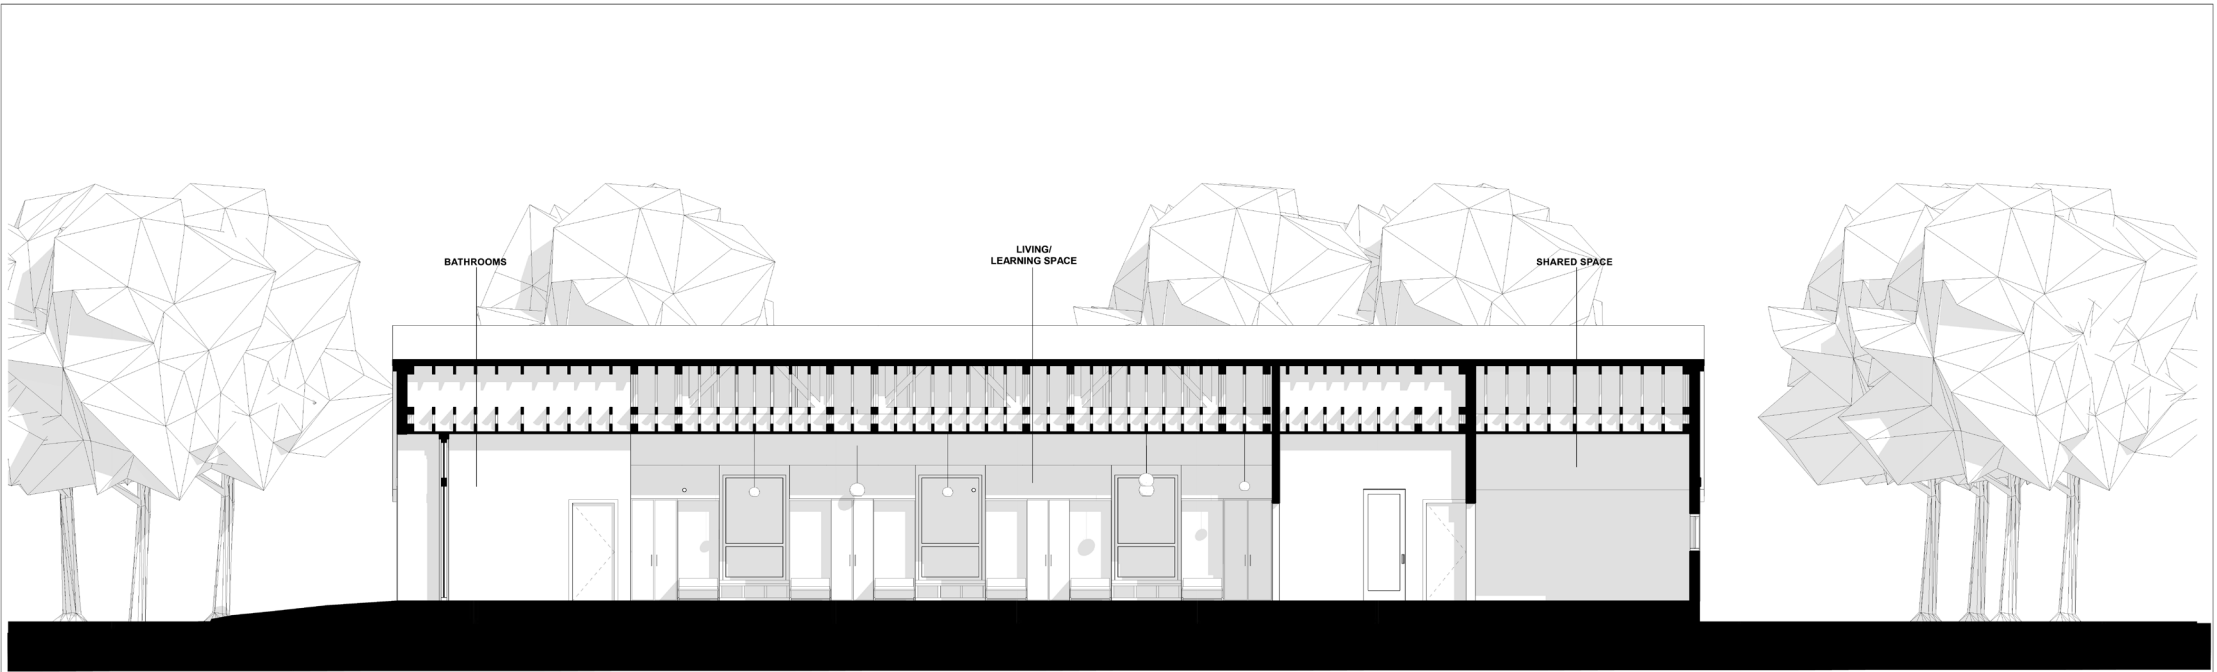 BATHROOMS
LIVING/
LEARNING SPACE
SHARED SPACE